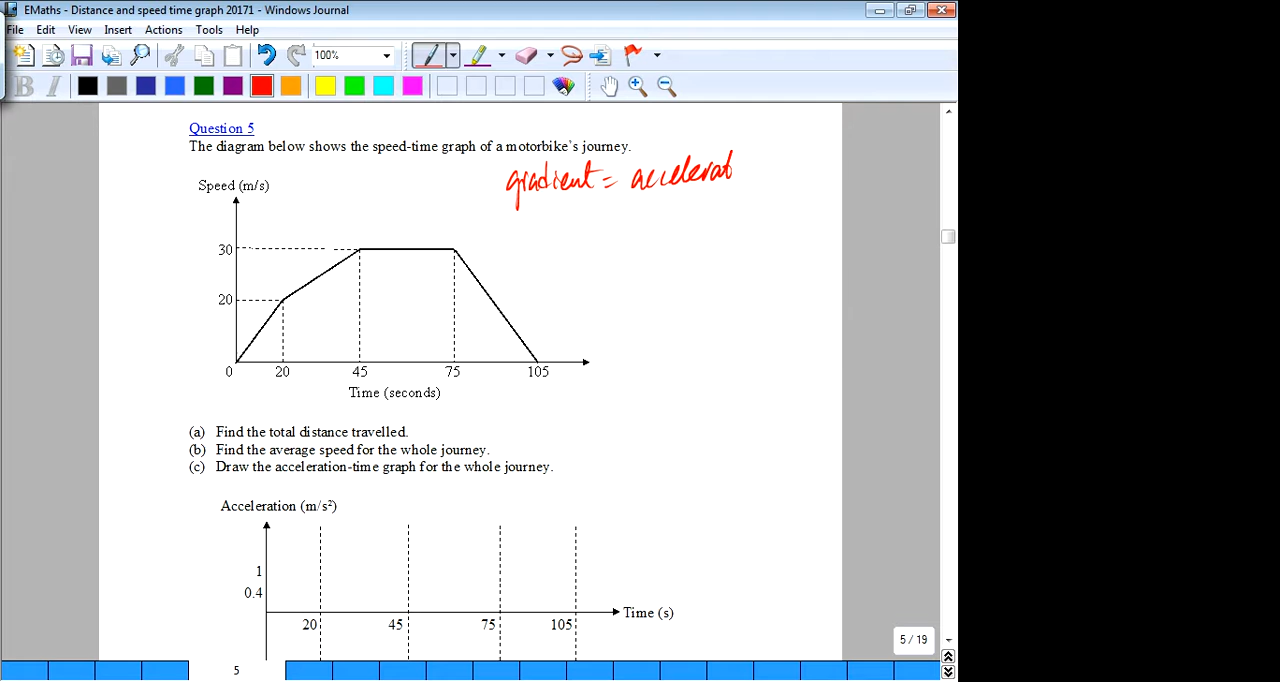 EMaths - Distance and speed time graph 20171 - Windows Journal
File Edit View Insert Actions Tools Help
100%
B I
Question 5
The diagram below shows the speed-time graph of a motorbike's journey.
gradient = accelerat
Speed (m/s)
30
20
0 20 45 75 105
Time (seconds)
(a) Find the total distance travelled.
(b) Find the average speed for the whole journey.
(c) Draw the acceleration-time graph for the whole journey.
Acceleration (m/s²)
1
0.4
Time (s)
20 45 75 105
5 / 19
5